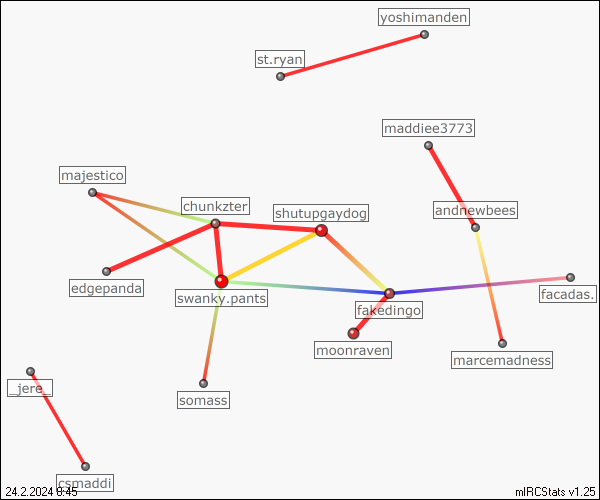 yoshimanden
st.ryan
maddiee3773
majestico
chunkzter
shutupgaydog
andnewbees
edgepanda
swanky.pants
facadas.
fakedingo
moonraven
marcemadness
_jere_
somass
csmaddi
24.2.2024 0:45
mIRCStats v1.25